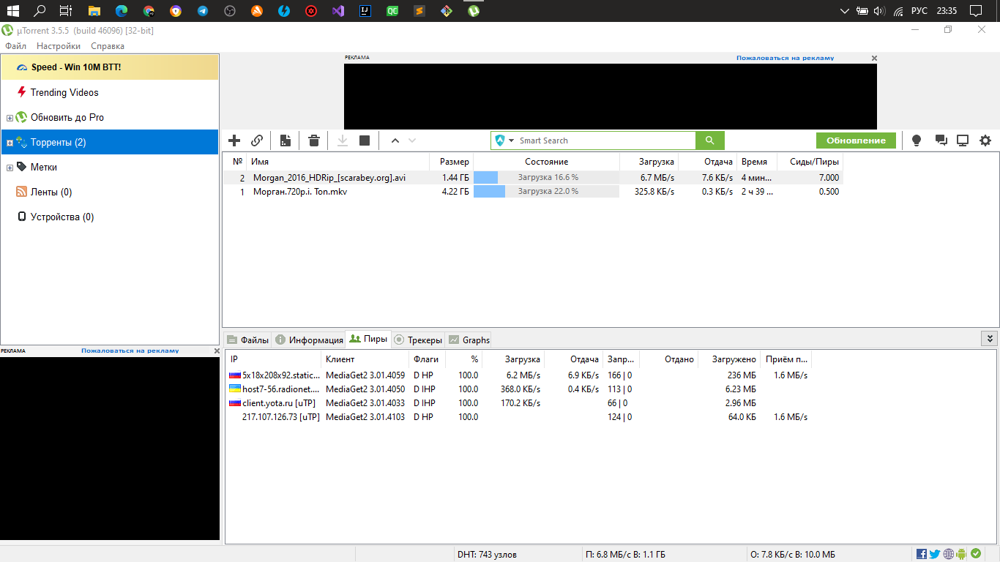 РУС 23:35
µTorrent 3.5.5 (build 46096) [32-bit]
Файл Настройки Справка
Speed - Win 10M BTT!
Trending Videos
Обновить до Pro
Торренты (2)
Метки
Ленты (0)
Устройства (0)
РЕКЛАМА Пожаловаться на рекламу
Smart Search
Обновление
№ Имя Размер Состояние Загрузка Отдача Время Сиды/Пиры
2 Morgan_2016_HDRip_[scarabey.org].avi 1.44 ГБ Загрузка 16.6 % 6.7 МБ/s 7.6 КБ/s 4 мин... 7.000
1 Морган.720p.i. Ton.mkv 4.22 ГБ Загрузка 22.0 % 325.8 КБ/s 0.3 КБ/s 2 ч 39 ... 0.500
РЕКЛАМА Пожаловаться на рекламу
Файлы Информация Пиры Трекеры Graphs
IP Клиент Флаги % Загрузка Отдача Запр... Отдано Загружено Приём п...
5x18x208x92.static... MediaGet2 3.01.4059 D HP 100.0 6.2 МБ/s 6.9 КБ/s 166 | 0 236 МБ 1.6 МБ/s
host7-56.radionet.... MediaGet2 3.01.4050 D IHP 100.0 368.0 КБ/s 0.4 КБ/s 113 | 0 6.23 МБ
client.yota.ru [uTP] MediaGet2 3.01.4033 D IHP 100.0 170.2 КБ/s 66 | 0 2.96 МБ
217.107.126.73 [uTP] MediaGet2 3.01.4103 D HP 100.0 124 | 0 64.0 КБ 1.6 МБ/s
DHT: 743 узлов П: 6.8 МБ/с В: 1.1 ГБ О: 7.8 КБ/с В: 10.0 МБ